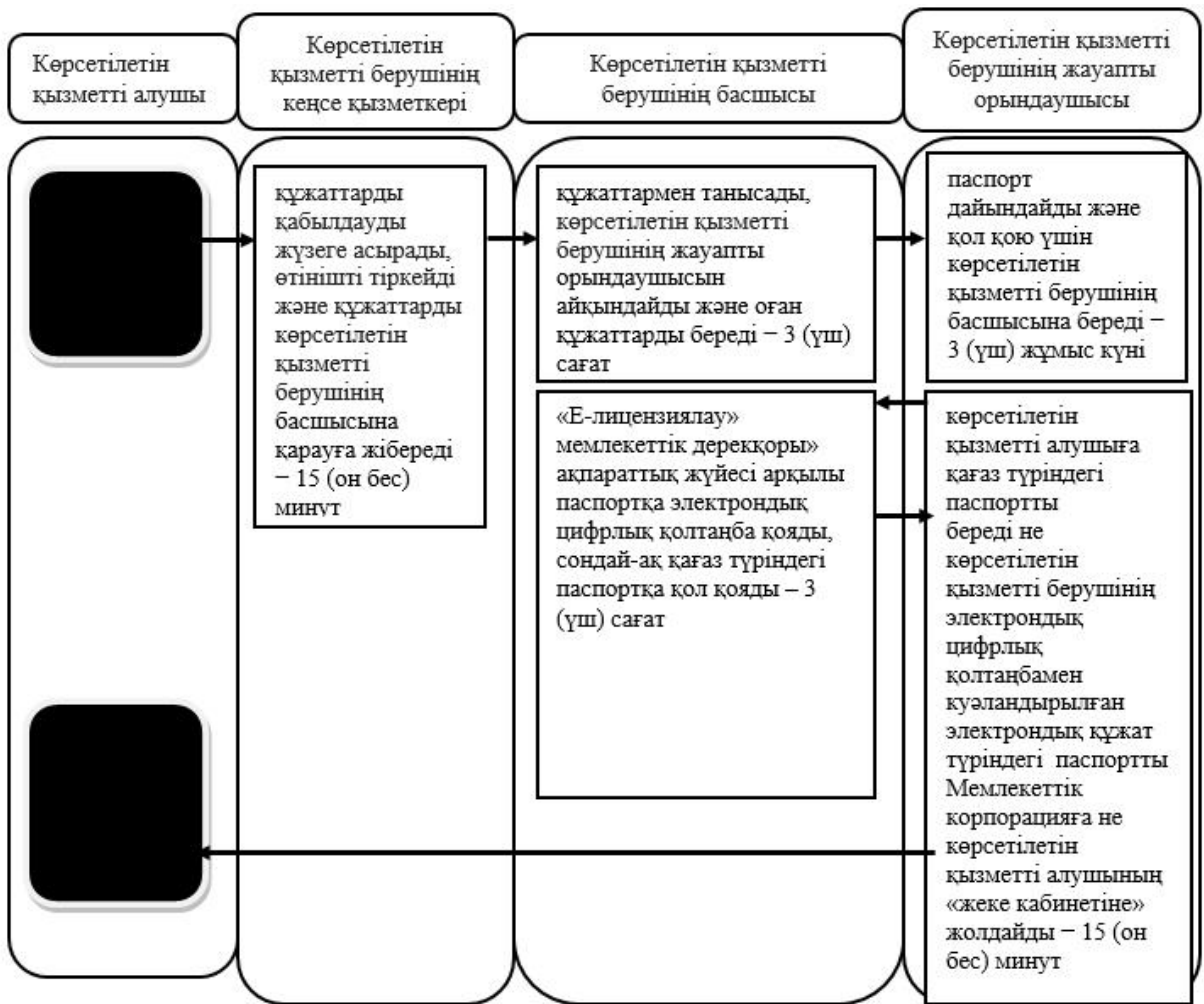 Көрсетілетін
қызметті алушы
Көрсетілетін
қызметті берушінің
кеңсе қызметкері
Көрсетілетін қызметті
берушінің басшысы
Көрсетілетін қызметті
берушінің жауапты
орындаушысы
құжаттарды
қабылдауды
жүзеге асырады,
өтінішті тіркейді
және құжаттарды
көрсетілетін
қызметті
берушінің
басшысына
қарауға жібереді
− 15 (он бес)
минут
құжаттармен танысады,
көрсетілетін қызметті
берушінің жауапты
орындаушысын
айқындайды және оған
құжаттарды береді − 3 (үш)
сағат
паспорт
дайындайды және
қол қою үшін
көрсетілетін
қызметті берушінің
басшысына береді −
3 (үш) жұмыс күні
«Е-лицензиялау»
мемлекеттік дерекқоры»
ақпараттық жүйесі арқылы
паспортқа электрондық
цифрлық қолтаңба қояды,
сондай-ақ қағаз түріндегі
паспортқа қол қояды – 3
(үш) сағат
көрсетілетін
қызметті алушыға
қағаз түріндегі
паспортты
береді не
көрсетілетін
қызметті берушінің
электрондық
цифрлық
қолтаңбамен
куәландырылған
электрондық құжат
түріндегі паспортты
Мемлекеттік
корпорацияға не
көрсетілетін
қызметті алушының
«жеке кабинетіне»
жолдайды − 15 (он
бес) минут